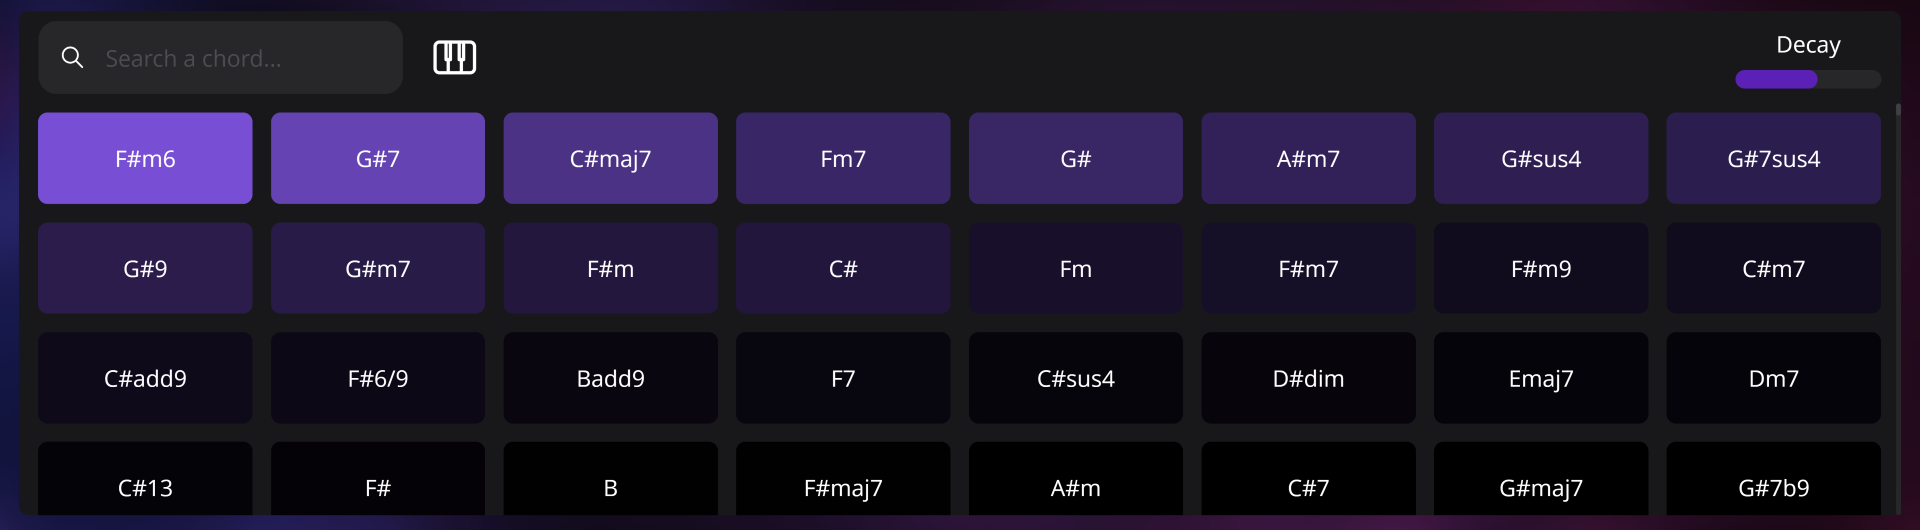 Search a chord...
Decay
F#m6 G#7 C#maj7 Fm7 G# A#m7 G#sus4 G#7sus4
G#9 G#m7 F#m C# Fm F#m7 F#m9 C#m7
C#add9 F#6/9 Badd9 F7 C#sus4 D#dim Emaj7 Dm7
C#13 F# B F#maj7 A#m C#7 G#maj7 G#7b9